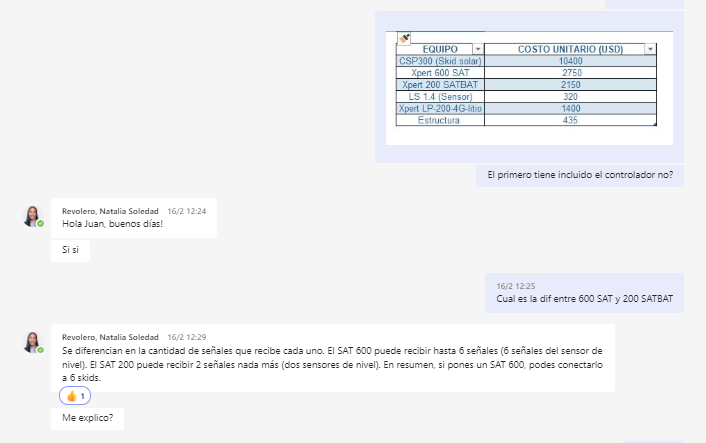 EQUIPO COSTO UNITARIO (USD)
CSP300 (Skid solar) 10400
Xpert 600 SAT 2750
Xpert 200 SATBAT 2150
LS 1.4 (Sensor) 320
Xpert LP-200-4G-litio 1400
Estructura 435
El primero tiene incluido el controlador no?
Revolero, Natalia Soledad 16/2 12:24
Hola Juan, buenos días!
Si si
16/2 12:25
Cual es la dif entre 600 SAT y 200 SATBAT
Revolero, Natalia Soledad 16/2 12:29
Se diferencian en la cantidad de señales que recibe cada uno. El SAT 600 puede recibir hasta 6 señales (6 señales del sensor de
nivel). El SAT 200 puede recibir 2 señales nada más (dos sensores de nivel). En resumen, si pones un SAT 600, podes conectarlo
a 6 skids.
1
Me explico?